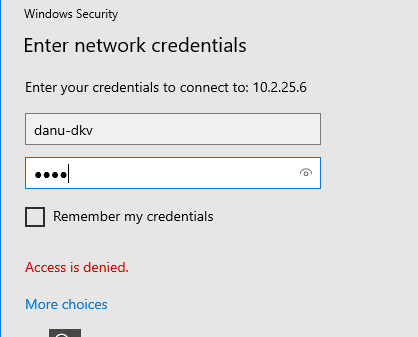 Windows Security
Enter network credentials
Enter your credentials to connect to: 10.2.25.6
danu-dkv
●●●●
Remember my credentials
Access is denied.
More choices